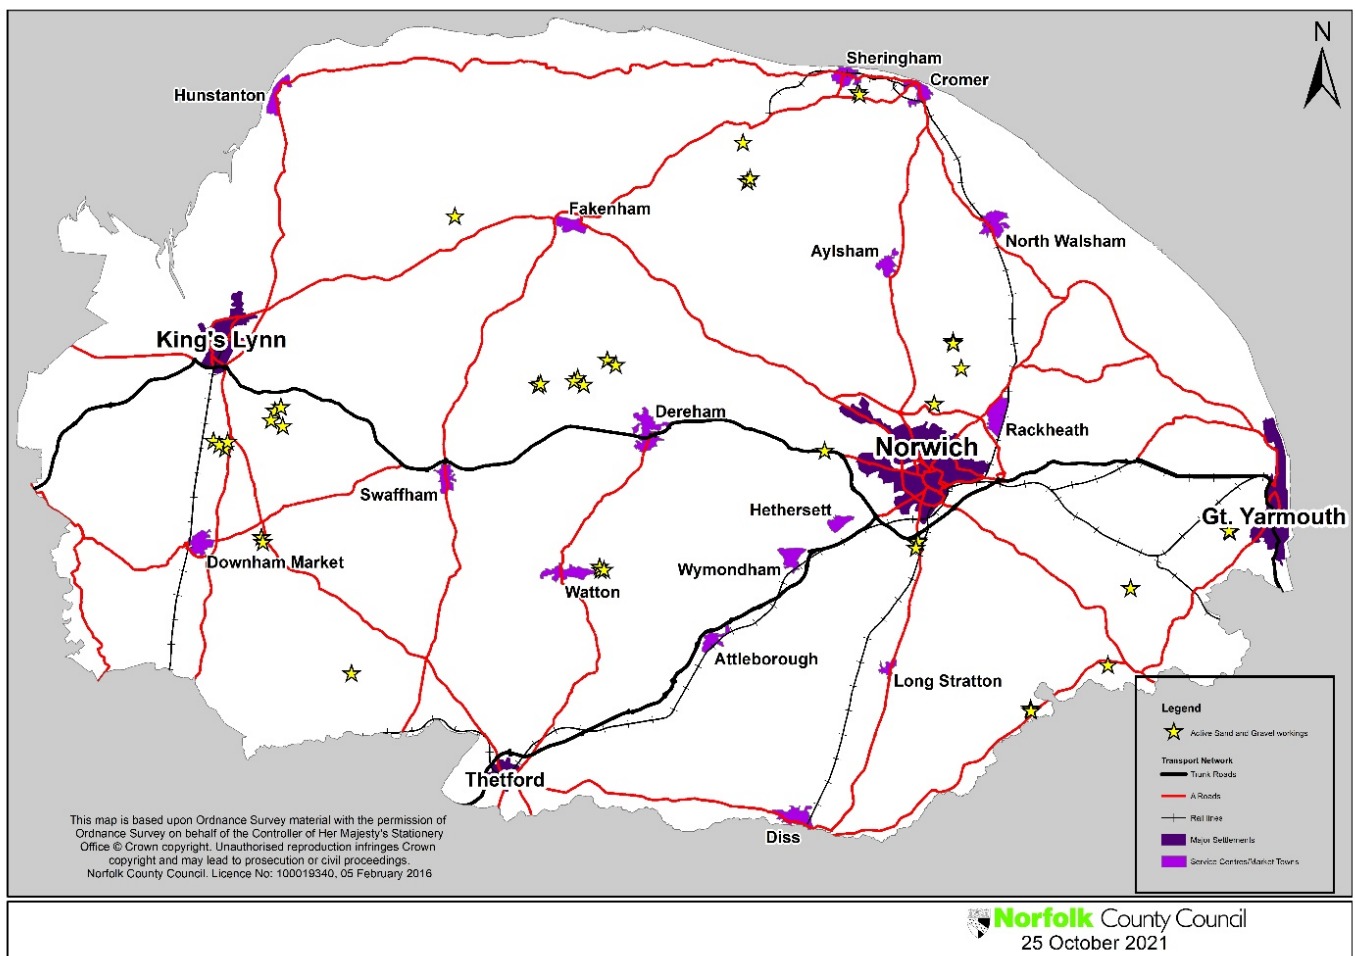 N
Sheringham
Cromer
Hunstanton
Fakenham
North Walsham
Aylsham
King's Lynn
Dereham
Rackheath
Norwich
Swaffham
Hethersett
Gt. Yarmouth
Downham Market
Wymondham
Watton
Attleborough
Long Stratton
Thetford
Diss
Legend
Active Sand and Gravel workings
Transport Network
Trunk Roads
A Roads
Rail lines
Major Settlements
Service Centres/Market Towns
This map is based upon Ordnance Survey material with the permission of
Ordnance Survey on behalf of the Controller of Her Majesty's Stationery
Office © Crown copyright. Unauthorised reproduction infringes Crown
copyright and may lead to prosecution or civil proceedings.
Norfolk County Council. Licence No: 100019340, 05 February 2016
Norfolk County Council
25 October 2021